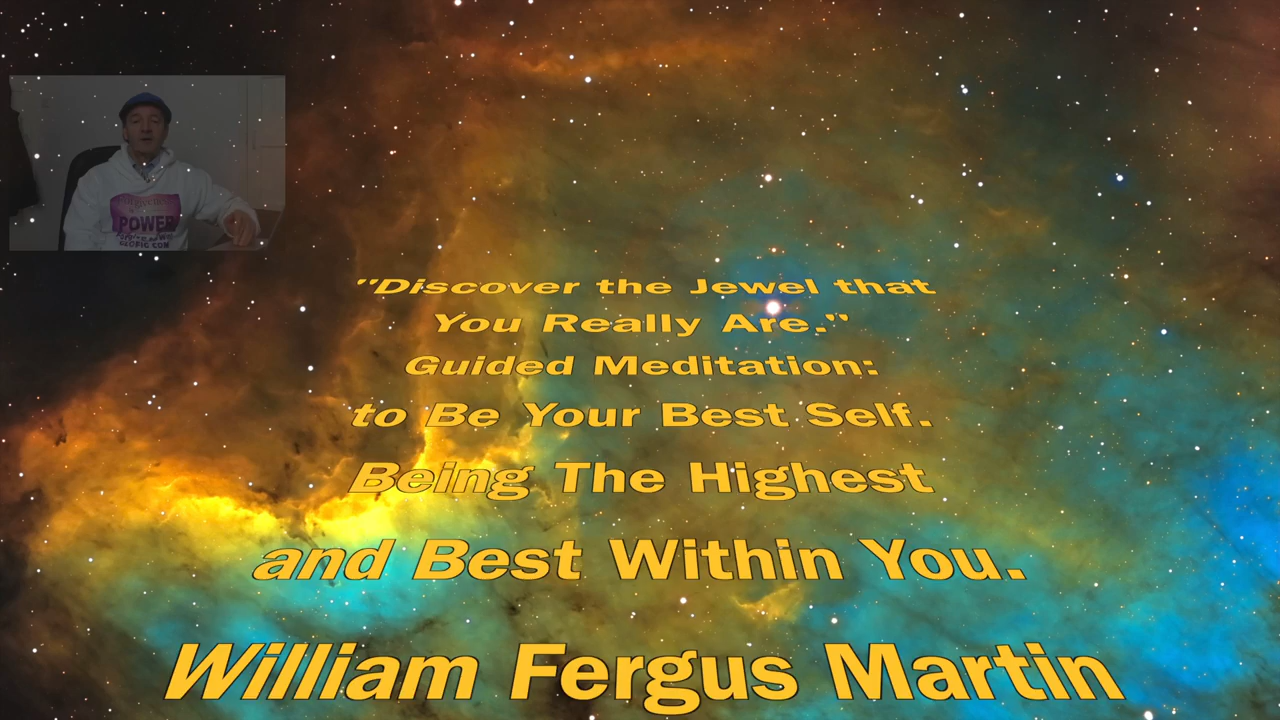 "Discover the Jewel that
You Really Are."
Guided Meditation:
to Be Your Best Self.
Being The Highest
and Best Within You.
William Fergus Martin
POWER